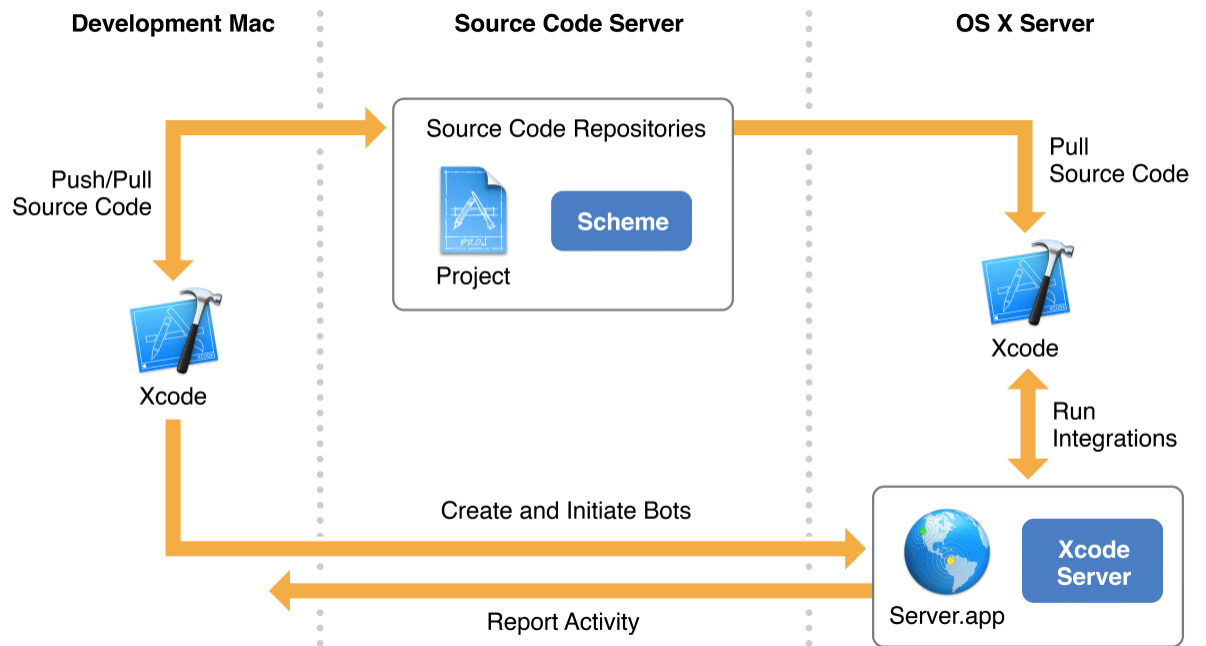 Development Mac
Source Code Server
OS X Server
Source Code Repositories
Push/Pull
Source Code
Pull
Source Code
Scheme
PROJ
Project
Xcode
Xcode
Run
Integrations
Create and Initiate Bots
Xcode
Server
Server.app
Report Activity